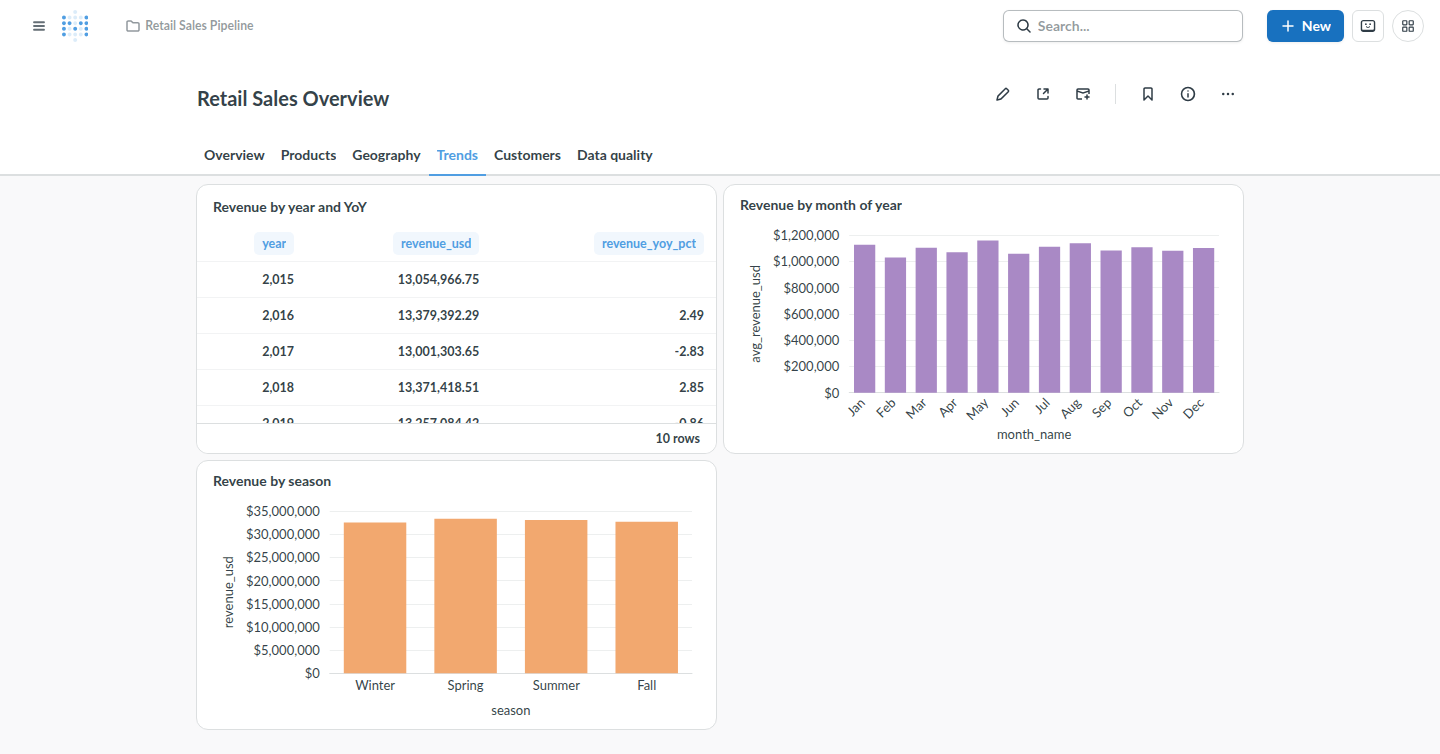 Retail Sales Pipeline
Search...
New
Retail Sales Overview
Overview Products Geography Trends Customers Data quality
Revenue by year and YoY
year revenue_usd revenue_yoy_pct
2,015 13,054,966.75
2,016 13,379,392.29 2.49
2,017 13,001,303.65 -2.83
2,018 13,371,418.51 2.85
10 rows
Revenue by month of year
avg_revenue_usd
$1,200,000
$1,000,000
$800,000
$600,000
$400,000
$200,000
$0
Jan Feb Mar Apr May Jun Jul Aug Sep Oct Nov Dec
month_name
Revenue by season
revenue_usd
$35,000,000
$30,000,000
$25,000,000
$20,000,000
$15,000,000
$10,000,000
$5,000,000
$0
Winter Spring Summer Fall
season